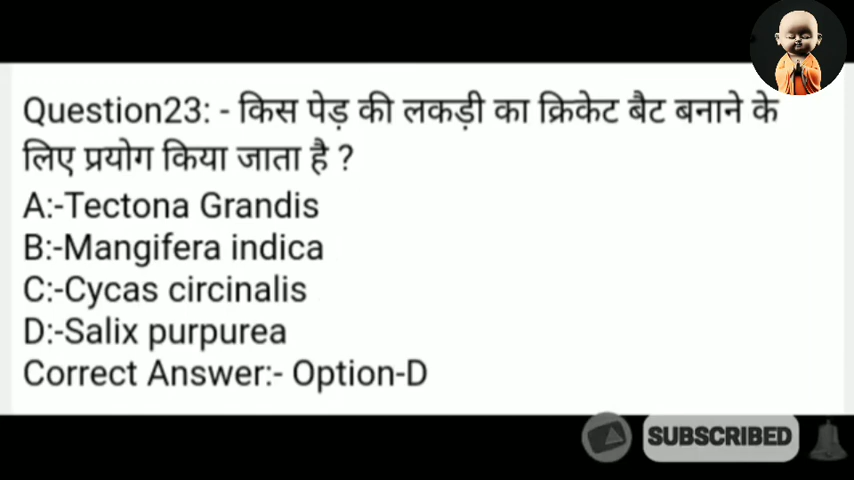 Question23: - किस पेड़ की लकड़ी का क्रिकेट बैट बनाने के
लिए प्रयोग किया जाता है ?
A:-Tectona Grandis
B:-Mangifera indica
C:-Cycas circinalis
D:-Salix purpurea
Correct Answer:- Option-D
SUBSCRIBED